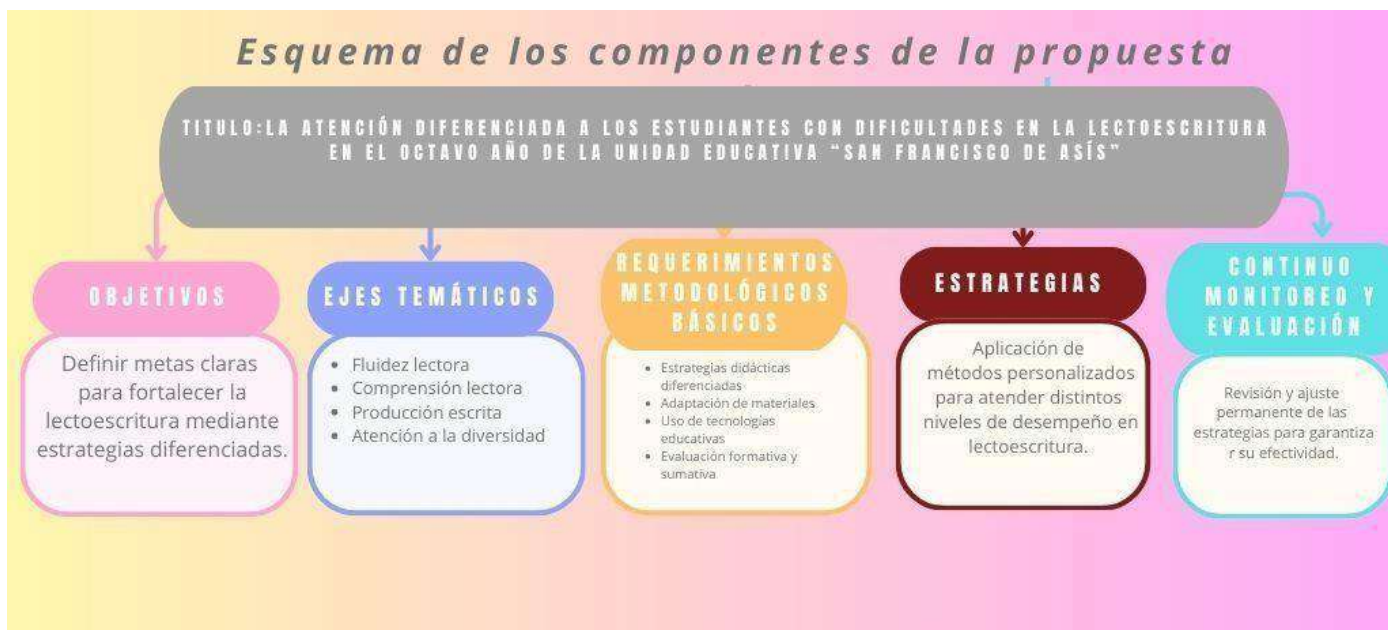 Esquema de los componentes de la propuesta
TITULO:LA ATENCIÓN DIFERENCIADA A LOS ESTUDIANTES CON DIFICULTADES EN LA LECTOESCRITURA
EN EL OCTAVO AÑO DE LA UNIDAD EDUCATIVA “SAN FRANCISCO DE ASÍS”
OBJETIVOS
Definir metas claras
para fortalecer la
lectoescritura mediante
estrategias diferenciadas.
EJES TEMÁTICOS
• Fluidez lectora
• Comprensión lectora
• Producción escrita
• Atención a la diversidad
REQUERIMIENTOS
METODOLÓGICOS
BÁSICOS
• Estrategias didácticas
diferenciadas
• Adaptación de materiales
• Uso de tecnologías
educativas
• Evaluación formativa y
sumativa
ESTRATEGIAS
Aplicación de
métodos personalizados
para atender distintos
niveles de desempeño en
lectoescritura.
CONTINUO
MONITOREO Y
EVALUACIÓN
Revisión y ajuste
permanente de las
estrategias para garantiza
r su efectividad.